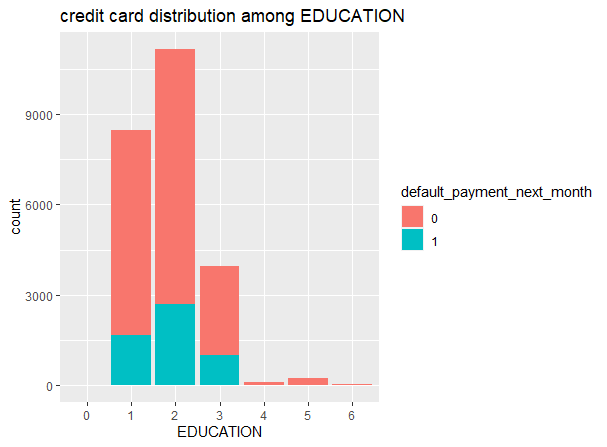 credit card distribution among EDUCATION
9000
6000
3000
0
count
0 1 2 3 4 5 6
EDUCATION
default_payment_next_month
0
1